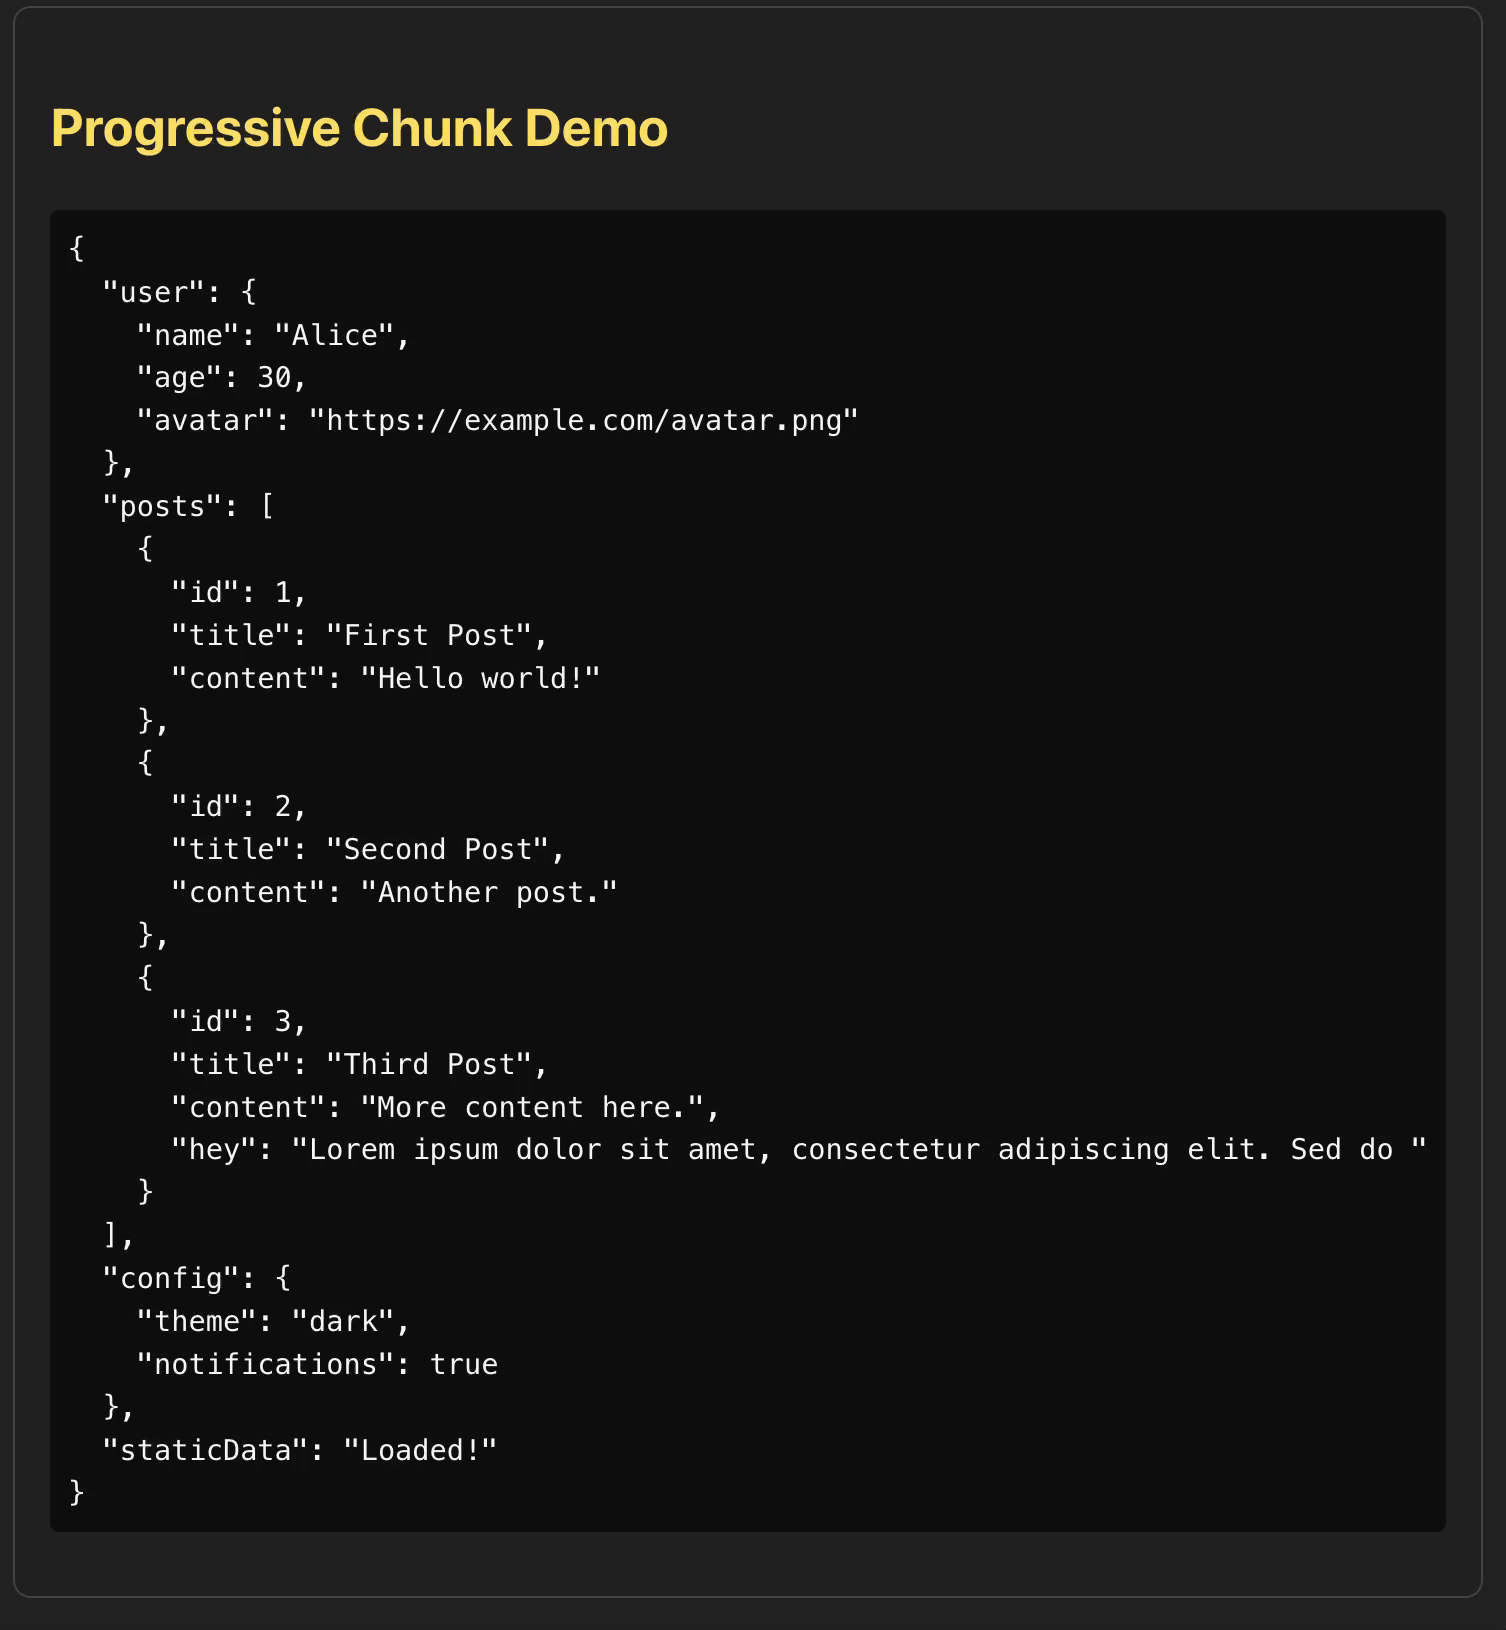 Progressive Chunk Demo
{
  "user": {
    "name": "Alice",
    "age": 30,
    "avatar": "https://example.com/avatar.png"
  },
  "posts": [
    {
      "id": 1,
      "title": "First Post",
      "content": "Hello world!"
    },
    {
      "id": 2,
      "title": "Second Post",
      "content": "Another post."
    },
    {
      "id": 3,
      "title": "Third Post",
      "content": "More content here.",
      "hey": "Lorem ipsum dolor sit amet, consectetur adipiscing elit. Sed do "
    }
  ],
  "config": {
    "theme": "dark",
    "notifications": true
  },
  "staticData": "Loaded!"
}